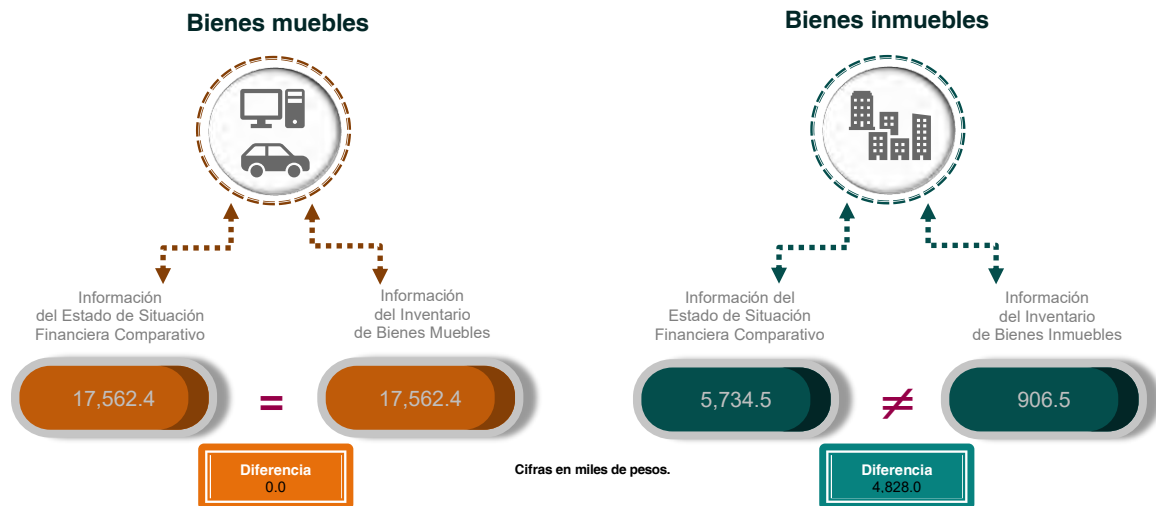 Bienes muebles
Información
del Estado de Situación
Financiera Comparativo
Información
del Inventario
de Bienes Muebles
17,562.4
=
17,562.4
Diferencia
0.0
Bienes inmuebles
Información del
Estado de Situación
Financiera Comparativo
Información
del Inventario
de Bienes Inmuebles
5,734.5
≠
906.5
Diferencia
4,828.0
Cifras en miles de pesos.